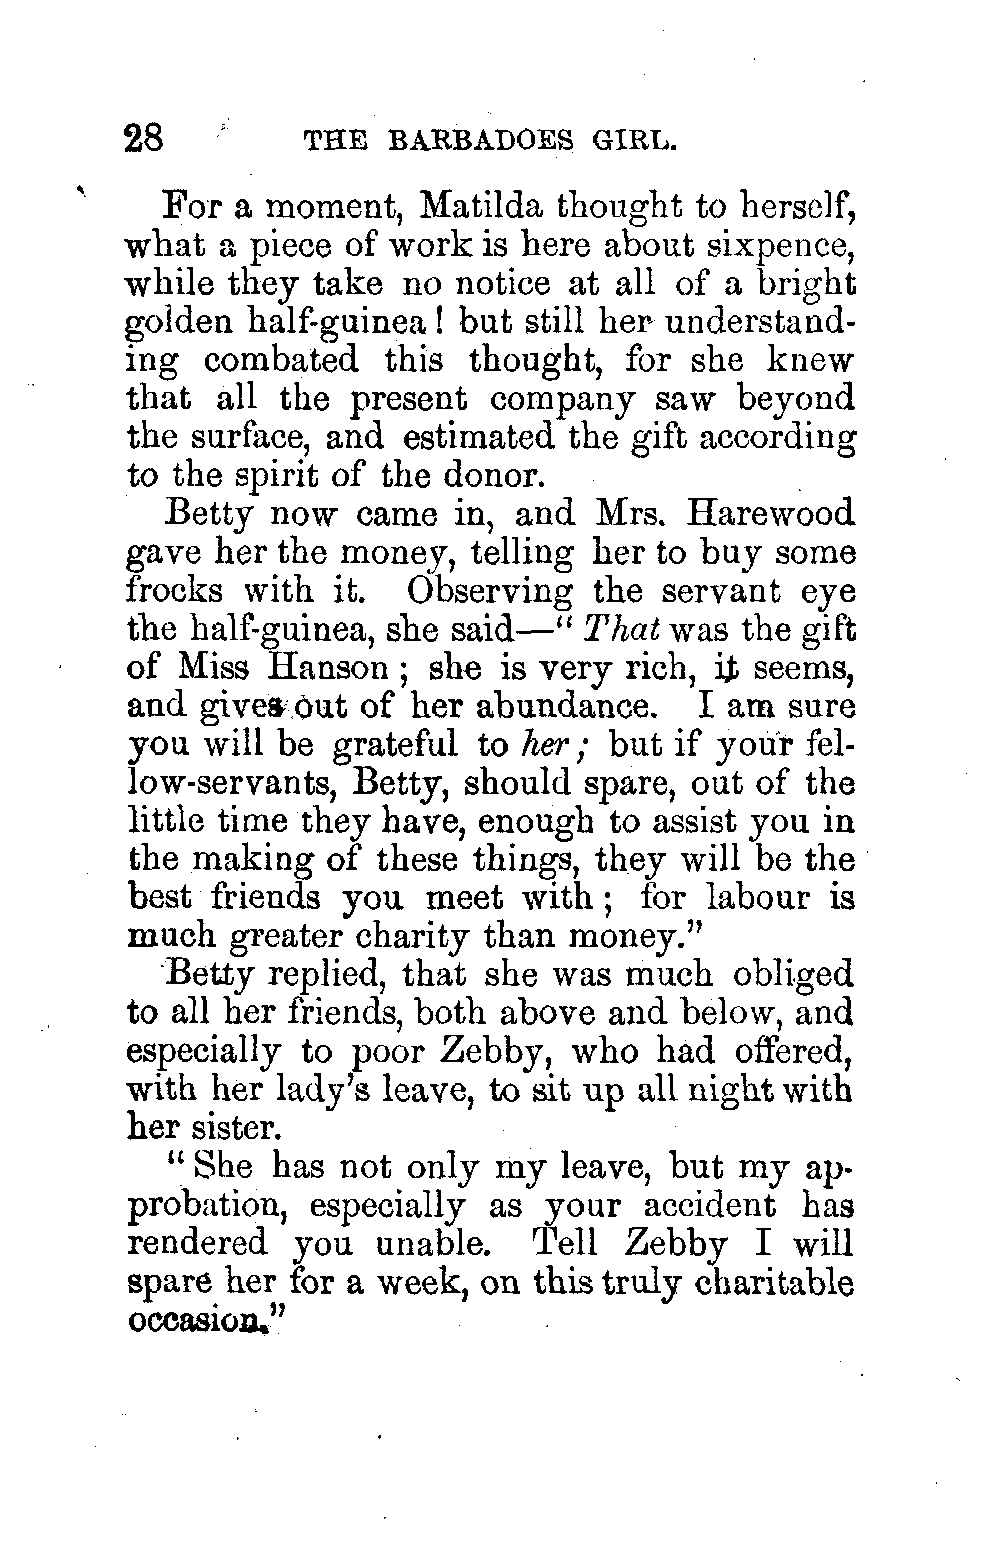 28 THE BARBADOES GIRL.
For a moment, Matilda thought to herself,
what a piece of work is here about sixpence,
while they take no notice at all of a bright
golden half-guinea! but still her understand-
ing combated this thought, for she knew
that all the present company saw beyond
the surface, and estimated the gift according
to the spirit of the donor.
Betty now came in, and Mrs. Harewood
gave her the money, telling her to buy some
frocks with it. Observing the servant eye
the half-guinea, she said—“ That was the gift
of Miss Hanson ; she is very rich, it seems,
and gives out of her abundance. I am sure
you will be grateful to her ; but if your fel-
low-servants, Betty, should spare, out of the
little time they have, enough to assist you in
the making of these things, they will be the
best friends you meet with ; for labour is
much greater charity than money.”
Betty replied, that she was much obliged
to all her friends, both above and below, and
especially to poor Zebby, who had offered,
with her lady’s leave, to sit up all night with
her sister.
“ She has not only my leave, but my ap-
probation, especially as your accident has
rendered you unable. Tell Zebby I will
spare her for a week, on this truly charitable
occasion.”